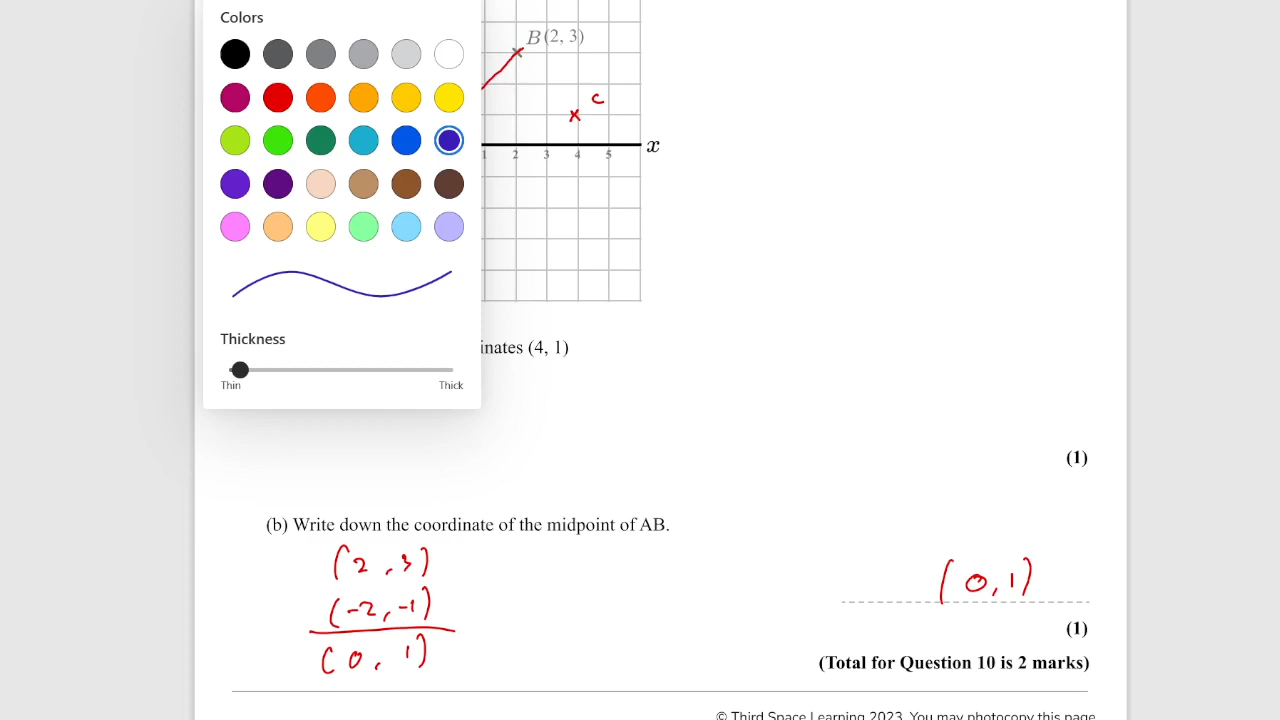 Colors
B(2, 3)
c
x
1 2 3 4 5
Thickness
Thin Thick
inates (4, 1)
(1)
(b) Write down the coordinate of the midpoint of AB.
(2, 3)
(-2, -1)
(0, 1)
(0, 1)
(1)
(Total for Question 10 is 2 marks)
© Third Space Learning 2023. You may photocopy this page